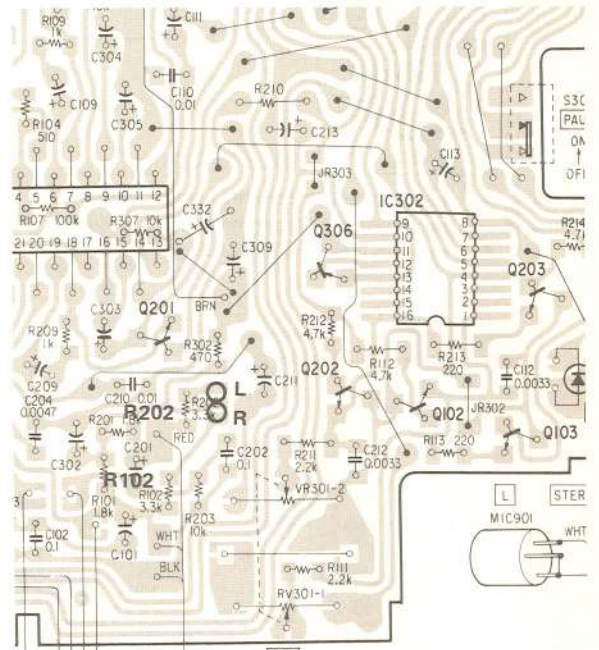 R109
1k
C304
C111
C110
0.01
R210
C109
R104
510
C305
C213
C113
S30
PAU
ON
OFI
4 5 6 7 8 9 10 11 12
R107 100k
R307 10k
21 20 19 18 17 16 15 14 13
JR303
C332
Q306
IC302
9
10
11
12
13
14
15
16
8
7
6
5
4
3
2
1
R214
4.7
C309
Q203
BRN
C303
Q201
R212
4.7k
R209
1k
R302
470
R112
4.7k
R213
220
C209
C204
0.0047
C210 0.01
C211
Q202
C112
0.0033
R202
L
R
R20
3.3
R201 1.8k
RED
Q102
JR302
Q103
C302
C201
R102
C202
0.1
R211
2.2k
C212
0.0033
R113 220
R101
1.8k
R102
3.3k
R203
10k
VR301-2
L
STER
MIC901
C102
0.1
C101
WHT
BLK
WHT
R111
2.2k
RV301-1